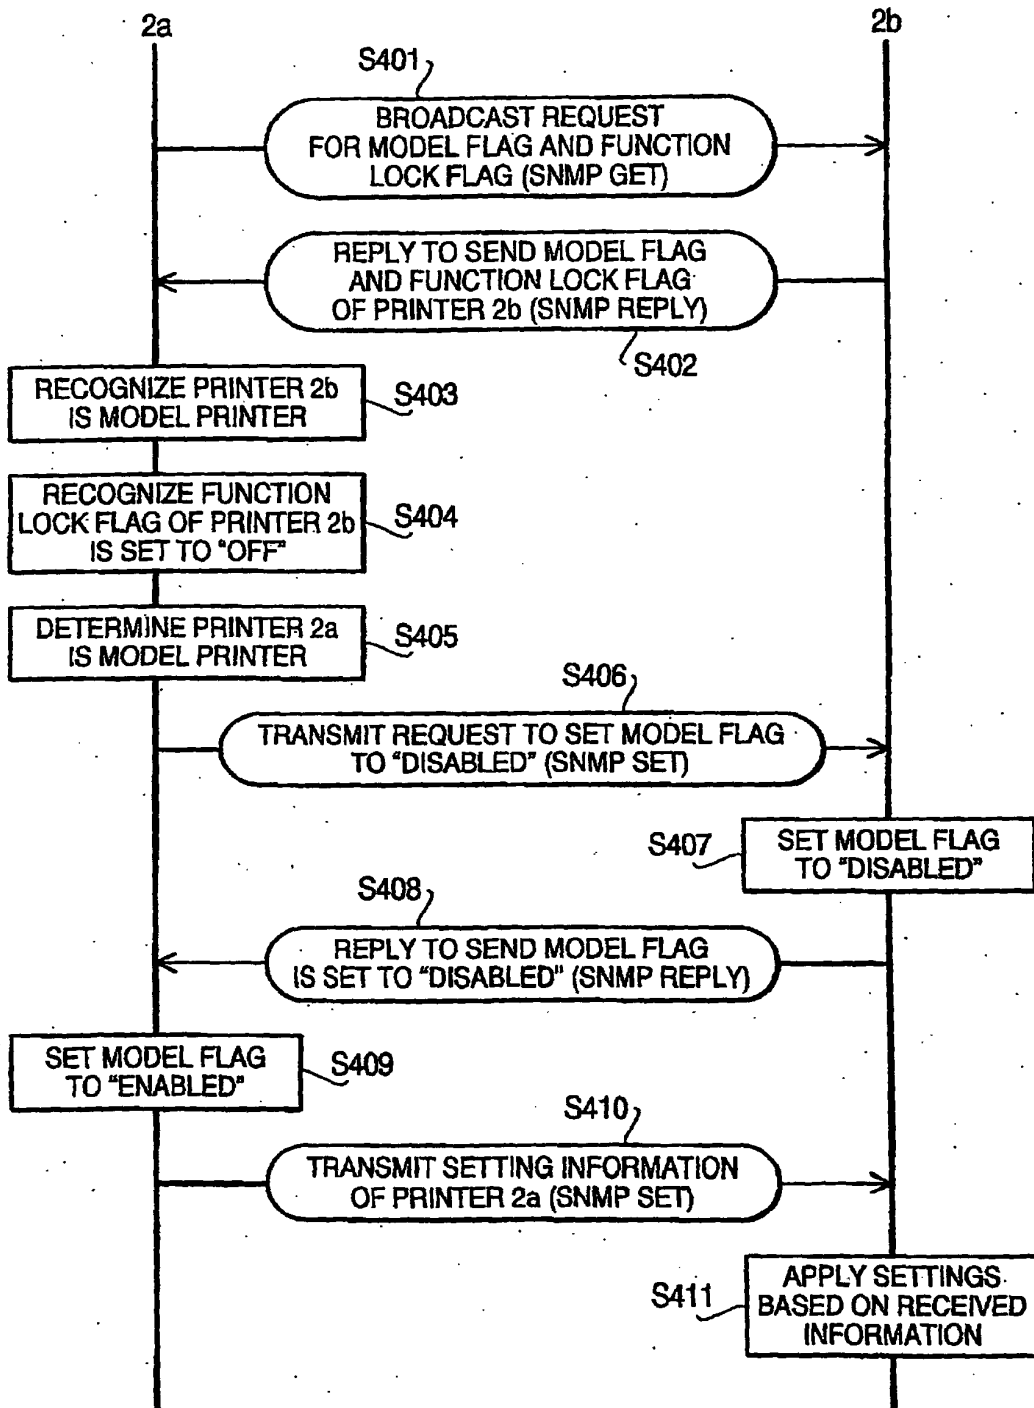 2a
2b
S401
BROADCAST REQUEST
FOR MODEL FLAG AND FUNCTION
LOCK FLAG (SNMP GET)
REPLY TO SEND MODEL FLAG
AND FUNCTION LOCK FLAG
OF PRINTER 2b (SNMP REPLY)
S402
RECOGNIZE PRINTER 2b
IS MODEL PRINTER
S403
RECOGNIZE FUNCTION
LOCK FLAG OF PRINTER 2b
IS SET TO "OFF"
S404
DETERMINE PRINTER 2a
IS MODEL PRINTER
S405
S406
TRANSMIT REQUEST TO SET MODEL FLAG
TO "DISABLED" (SNMP SET)
S407
SET MODEL FLAG
TO "DISABLED"
S408
REPLY TO SEND MODEL FLAG
IS SET TO "DISABLED" (SNMP REPLY)
SET MODEL FLAG
TO "ENABLED"
S409
S410
TRANSMIT SETTING INFORMATION
OF PRINTER 2a (SNMP SET)
S411
APPLY SETTINGS
BASED ON RECEIVED
INFORMATION